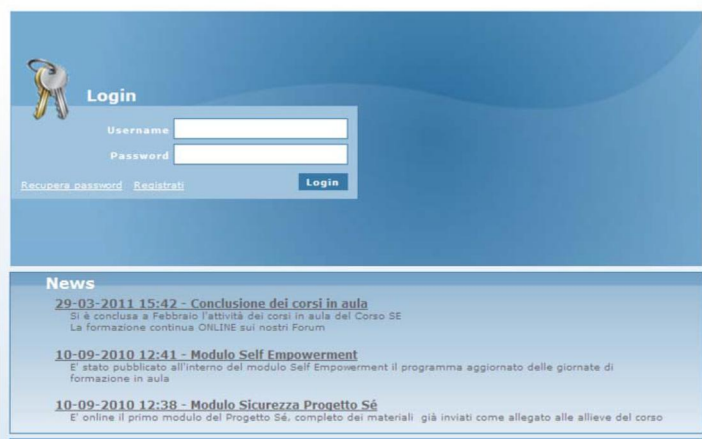 Login
Username
Password
Recupera password Registrati Login
News
29-03-2011 15:42 - Conclusione dei corsi in aula
Si è conclusa a Febbraio l'attività dei corsi in aula del Corso SE
La formazione continua ONLINE sui nostri Forum
10-09-2010 12:41 - Modulo Self Empowerment
E' stato pubblicato all'interno del modulo Self Empowerment il programma aggiornato delle giornate di
formazione in aula
10-09-2010 12:38 - Modulo Sicurezza Progetto Sé
E' online il primo modulo del Progetto Sé, completo dei materiali già inviati come allegato alle allieve del corso